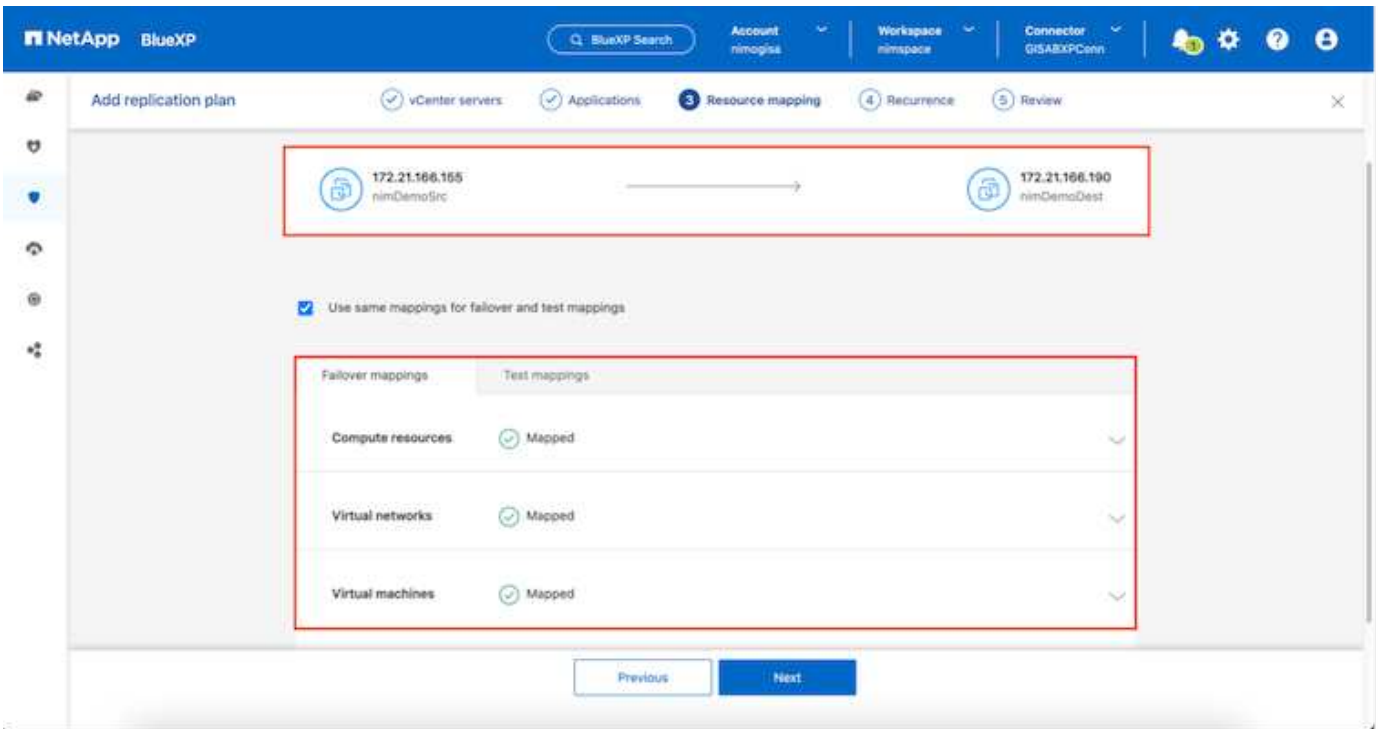 NetApp BlueXP
BlueXP Search
Account
nimogisa
Workspace
nimspace
Connector
GISABXPConn
1
Add replication plan
vCenter servers
Applications
3 Resource mapping
4 Recurrence
5 Review
172.21.166.155
nimDemoSrc
172.21.166.190
nimDemoDest
Use same mappings for failover and test mappings
Failover mappings
Test mappings
Compute resources
Mapped
Virtual networks
Mapped
Virtual machines
Mapped
Previous
Next